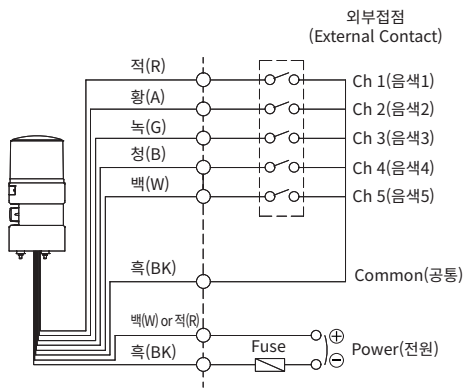 외부접점
(External Contact)
적(R)
Ch 1(음색1)
황(A)
Ch 2(음색2)
녹(G)
Ch 3(음색3)
청(B)
Ch 4(음색4)
백(W)
Ch 5(음색5)
흑(BK)
Common(공통)
백(W) or 적(R)
⊕
Power(전원)
흑(BK)
Fuse
⊖